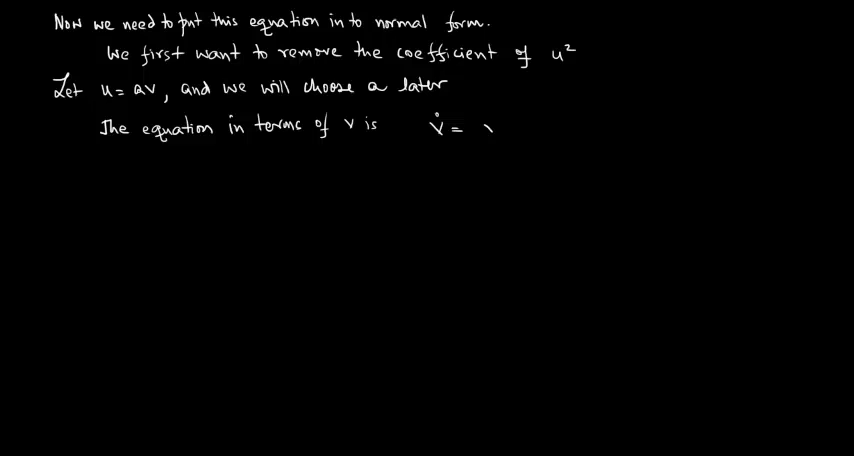 Now we need to put this equation in to normal form.
We first want to remove the coefficient of u²
Let u = av, and we will choose a later
The equation in terms of v is v̇ =